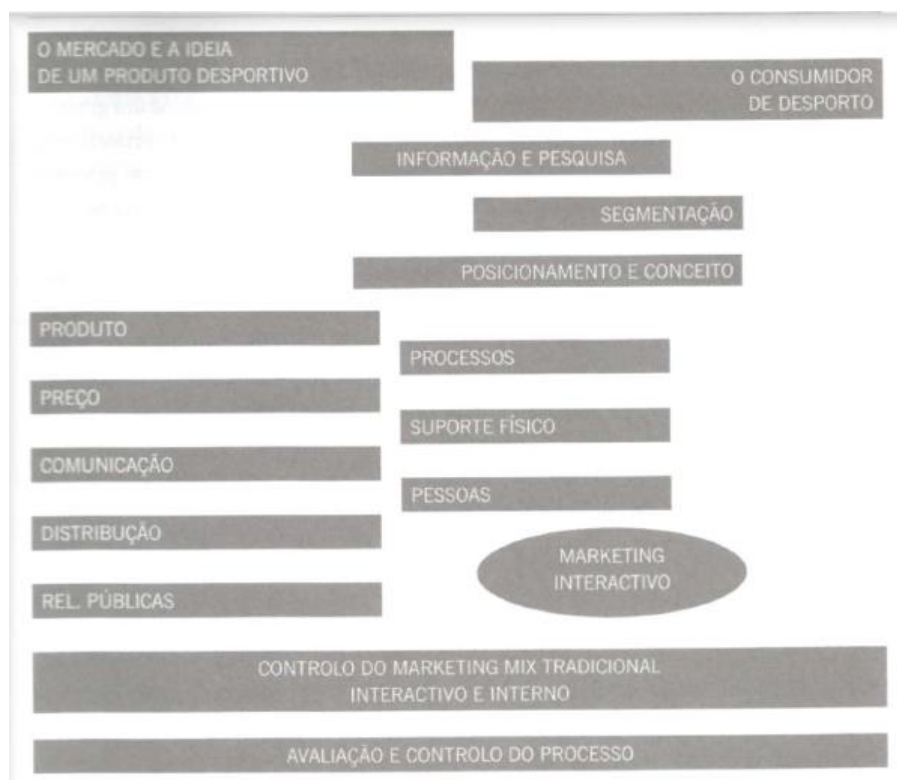 O MERCADO E A IDEIA
DE UM PRODUTO DESPORTIVO
O CONSUMIDOR
DE DESPORTO
INFORMAÇÃO E PESQUISA
SEGMENTAÇÃO
POSICIONAMENTO E CONCEITO
PRODUTO
PREÇO
COMUNICAÇÃO
DISTRIBUÇÃO
REL. PÚBLICAS
PROCESSOS
SUPORTE FÍSICO
PESSOAS
MARKETING
INTERACTIVO
CONTROLO DO MARKETING MIX TRADICIONAL
INTERACTIVO E INTERNO
AVALIAÇÃO E CONTROLO DO PROCESSO